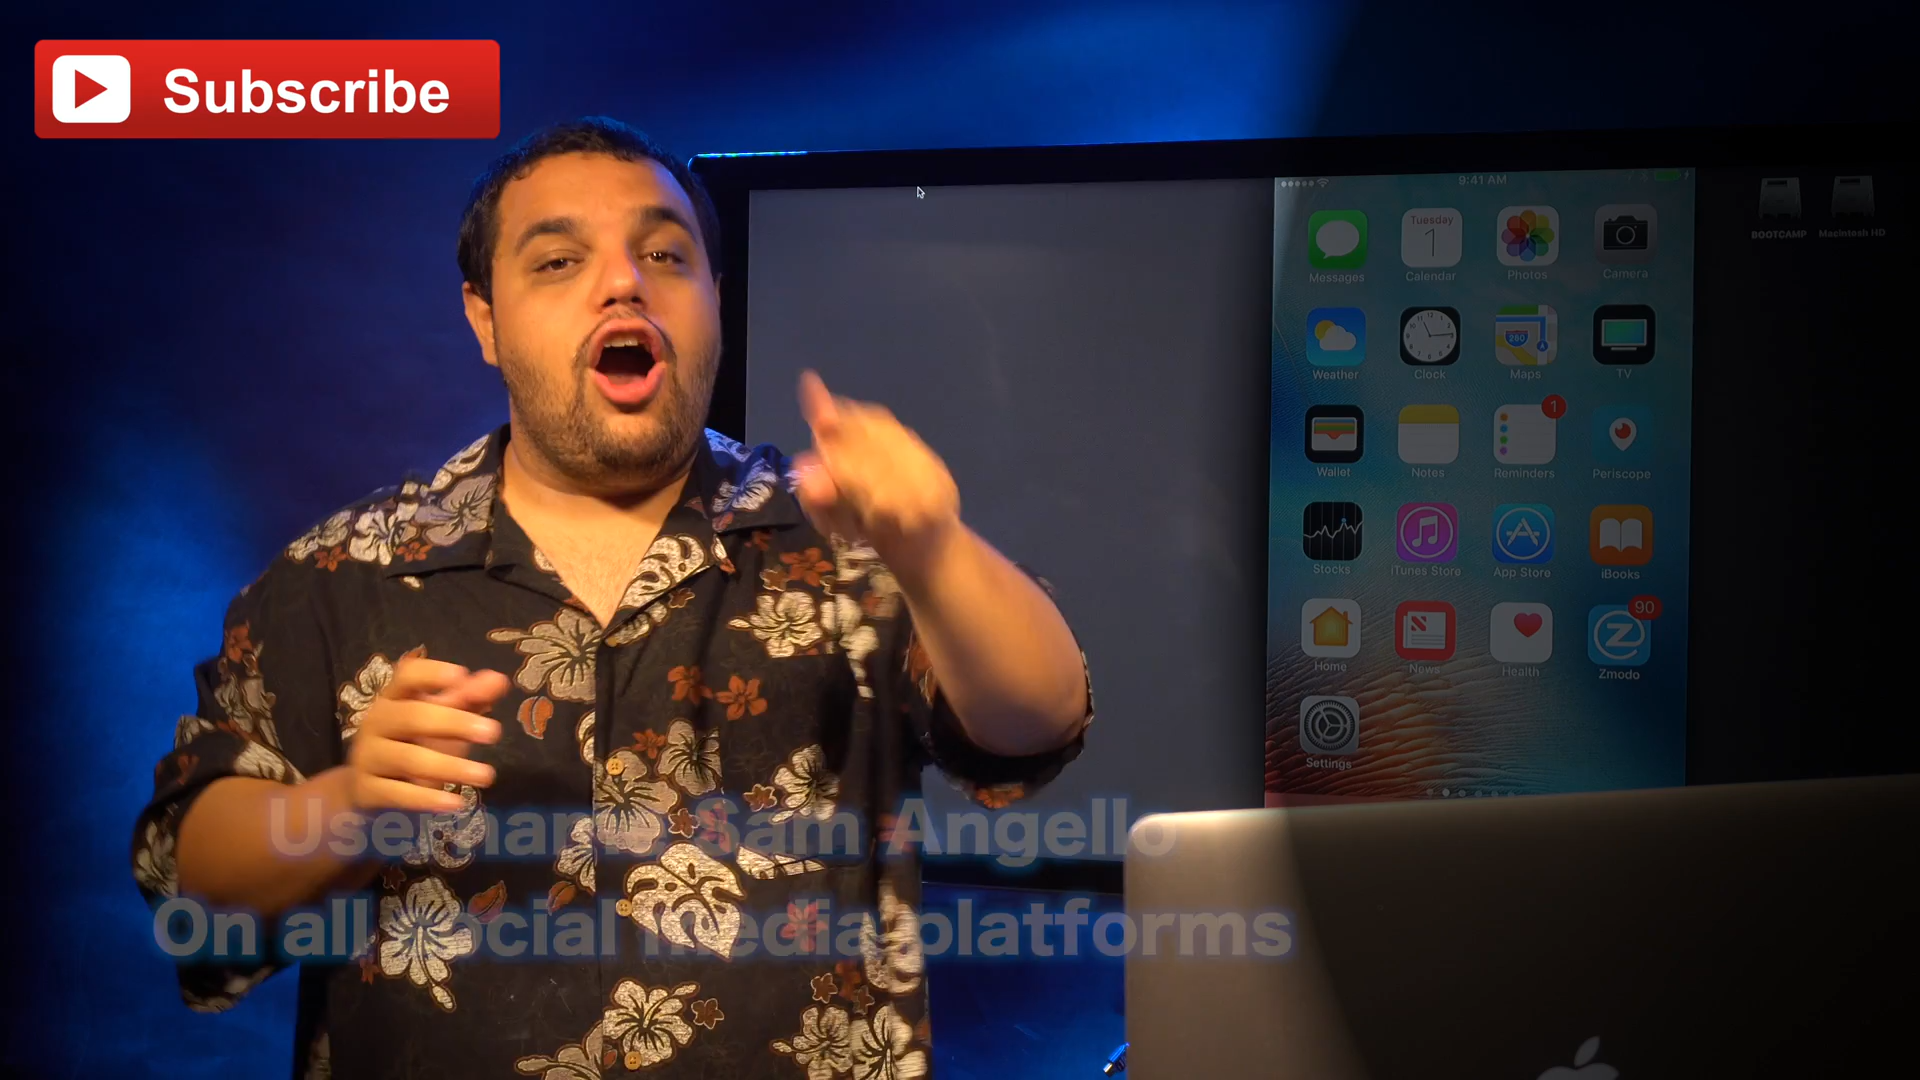 Subscribe
9:41 AM
BOOTCAMP
Macintosh HD
Tuesday
1
Messages
Calendar
Photos
Camera
280
Weather
Clock
Maps
TV
1
Wallet
Notes
Reminders
Periscope
Stocks
iTunes Store
App Store
iBooks
90
Home
News
Health
Zmodo
Settings
Username Sam Angello
On all social media platforms